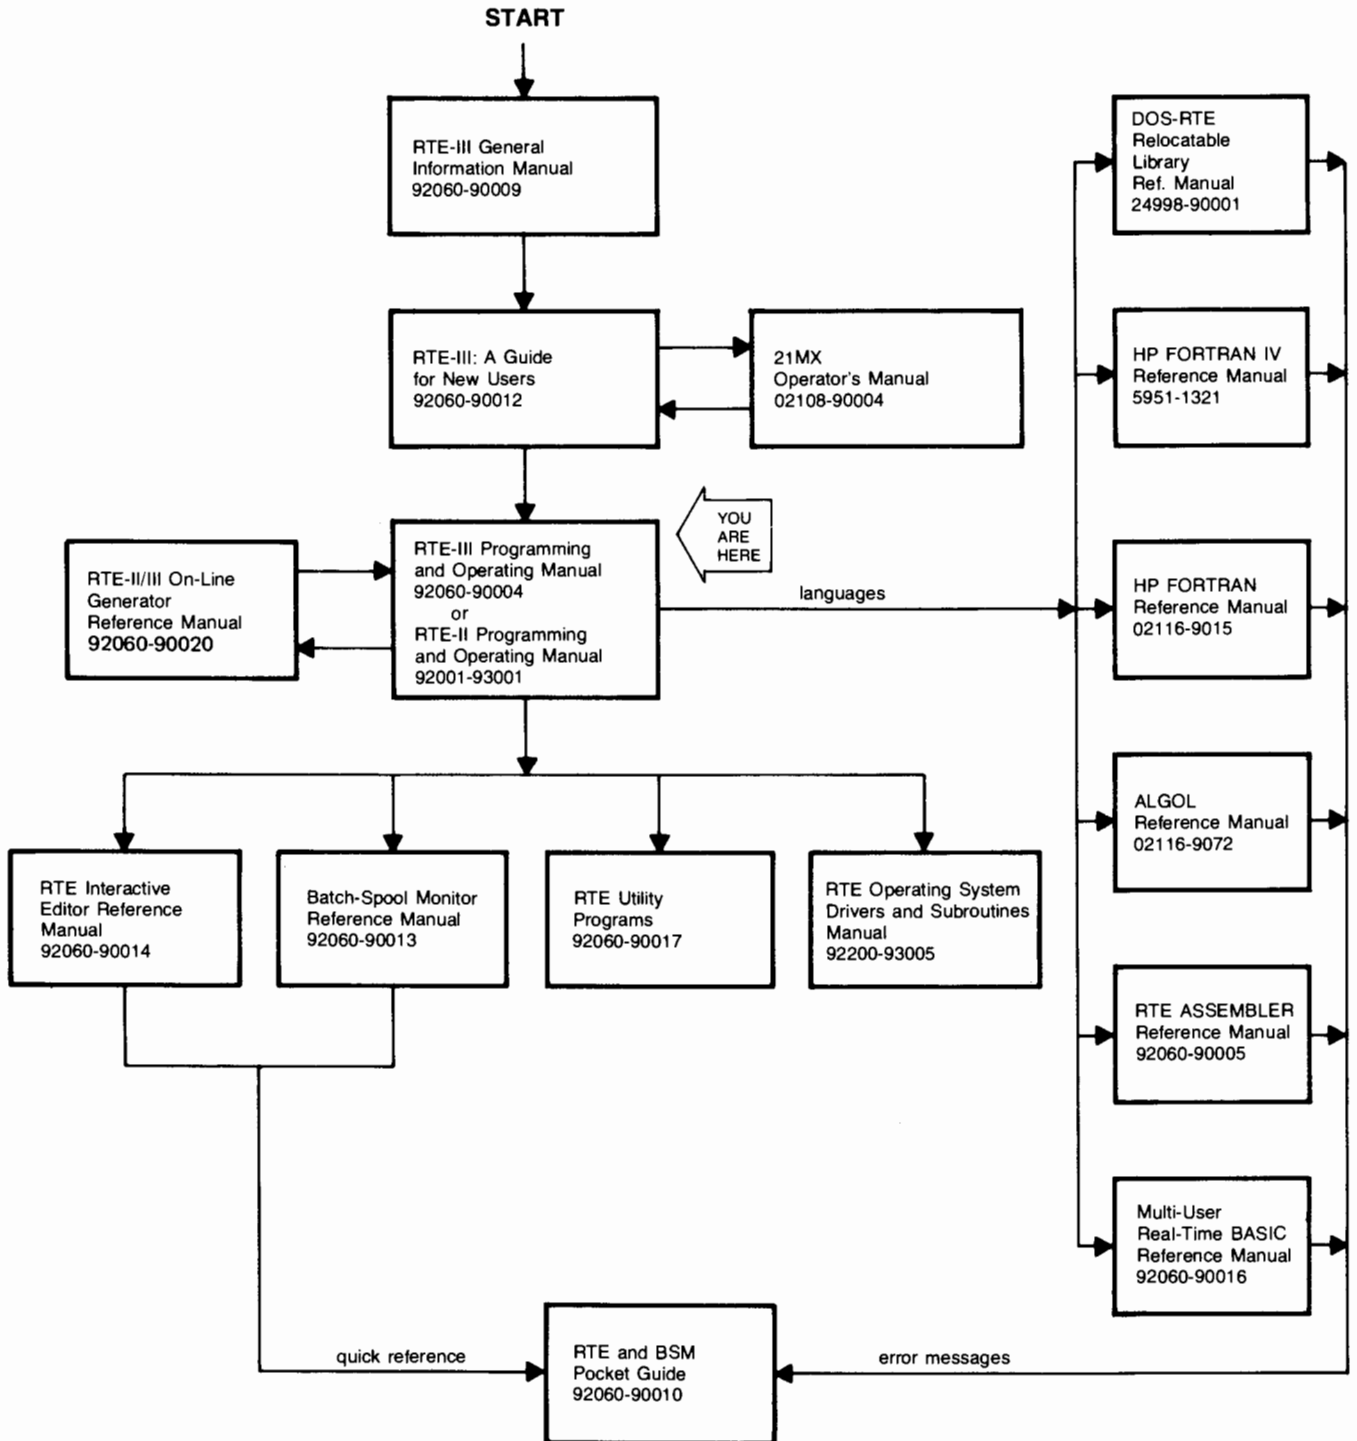 START
RTE-III General
Information Manual
92060-90009
RTE-III: A Guide
for New Users
92060-90012
21MX
Operator's Manual
02108-90004
YOU
ARE
HERE
RTE-II/III On-Line
Generator
Reference Manual
92060-90020
RTE-III Programming
and Operating Manual
92060-90004
or
RTE-II Programming
and Operating Manual
92001-93001
languages
DOS-RTE
Relocatable
Library
Ref. Manual
24998-90001
HP FORTRAN IV
Reference Manual
5951-1321
HP FORTRAN
Reference Manual
02116-9015
ALGOL
Reference Manual
02116-9072
RTE ASSEMBLER
Reference Manual
92060-90005
Multi-User
Real-Time BASIC
Reference Manual
92060-90016
RTE Interactive
Editor Reference
Manual
92060-90014
Batch-Spool Monitor
Reference Manual
92060-90013
RTE Utility
Programs
92060-90017
RTE Operating System
Drivers and Subroutines
Manual
92200-93005
quick reference
RTE and BSM
Pocket Guide
92060-90010
error messages